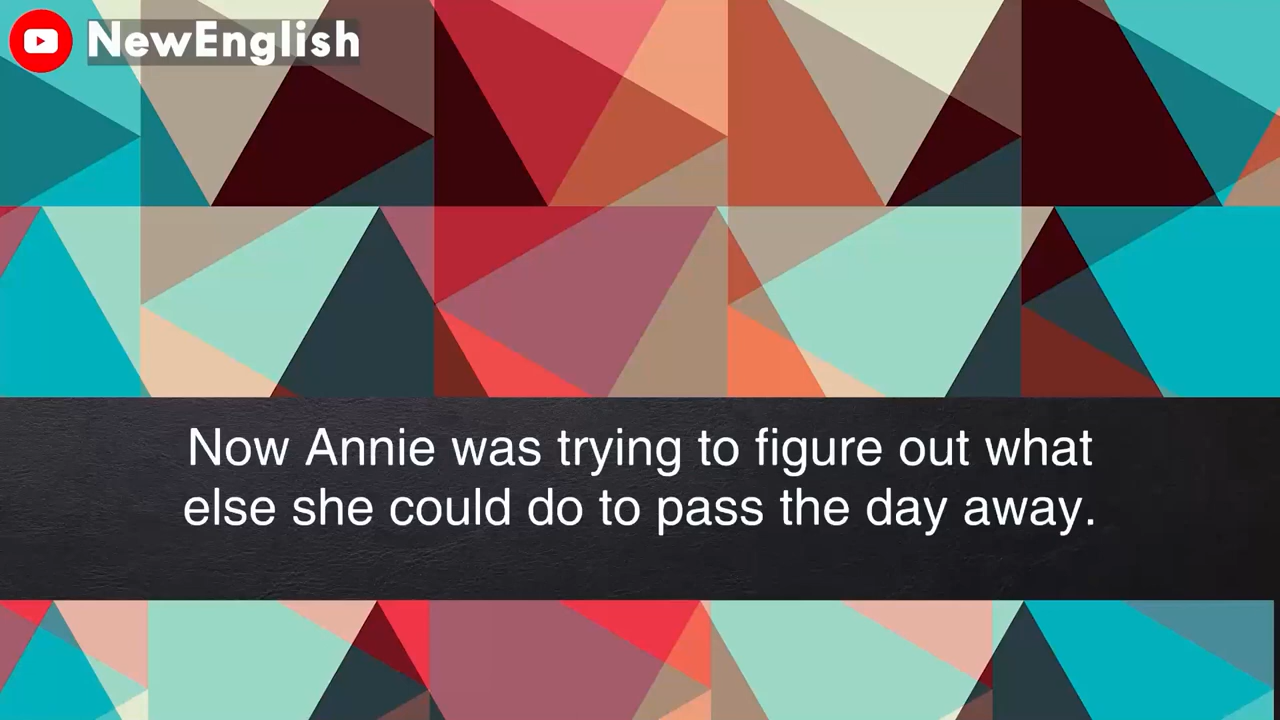 NewEnglish
Now Annie was trying to figure out what
else she could do to pass the day away.